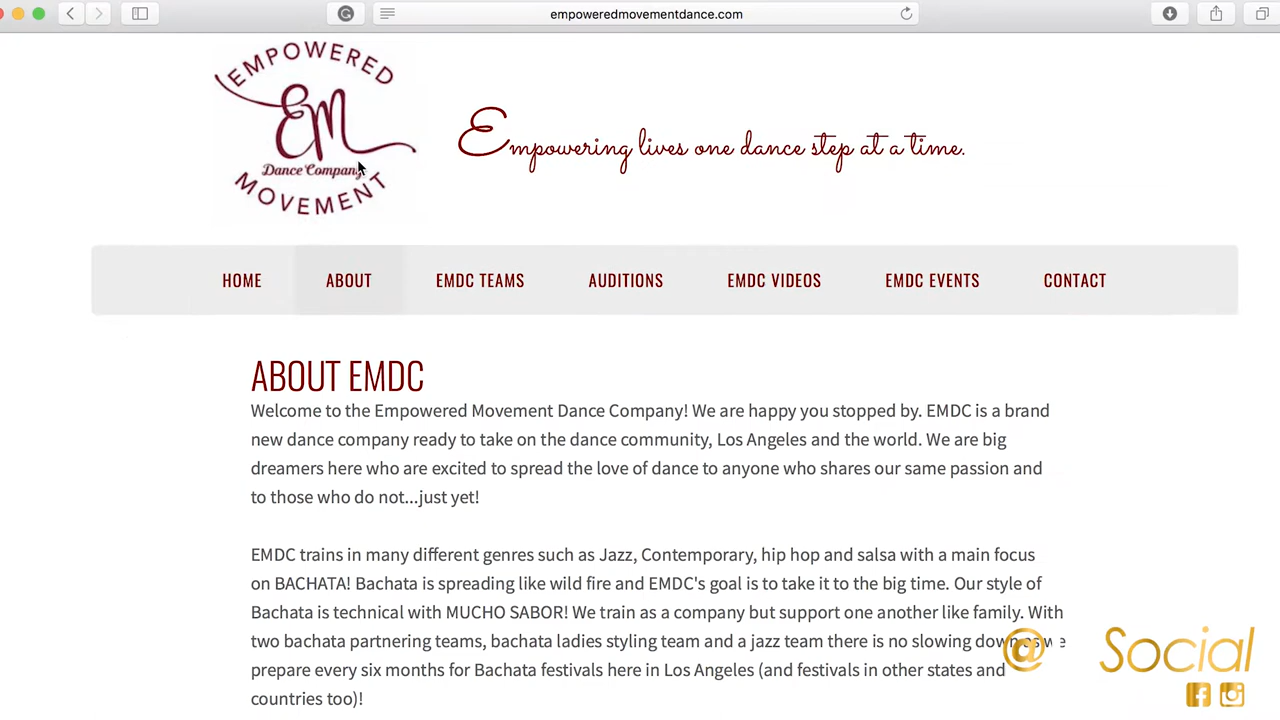 empoweredmovementdance.com
EMPOWERED
EM
Dance Company
MOVEMENT
Empowering lives one dance step at a time.
HOME ABOUT EMDC TEAMS AUDITIONS EMDC VIDEOS EMDC EVENTS CONTACT
ABOUT EMDC
Welcome to the Empowered Movement Dance Company! We are happy you stopped by. EMDC is a brand
new dance company ready to take on the dance community, Los Angeles and the world. We are big
dreamers here who are excited to spread the love of dance to anyone who shares our same passion and
to those who do not...just yet!
EMDC trains in many different genres such as Jazz, Contemporary, hip hop and salsa with a main focus
on BACHATA! Bachata is spreading like wild fire and EMDC's goal is to take it to the big time. Our style of
Bachata is technical with MUCHO SABOR! We train as a company but support one another like family. With
two bachata partnering teams, bachata ladies styling team and a jazz team there is no slowing down as we
prepare every six months for Bachata festivals here in Los Angeles (and festivals in other states and
countries too)!
@ Social